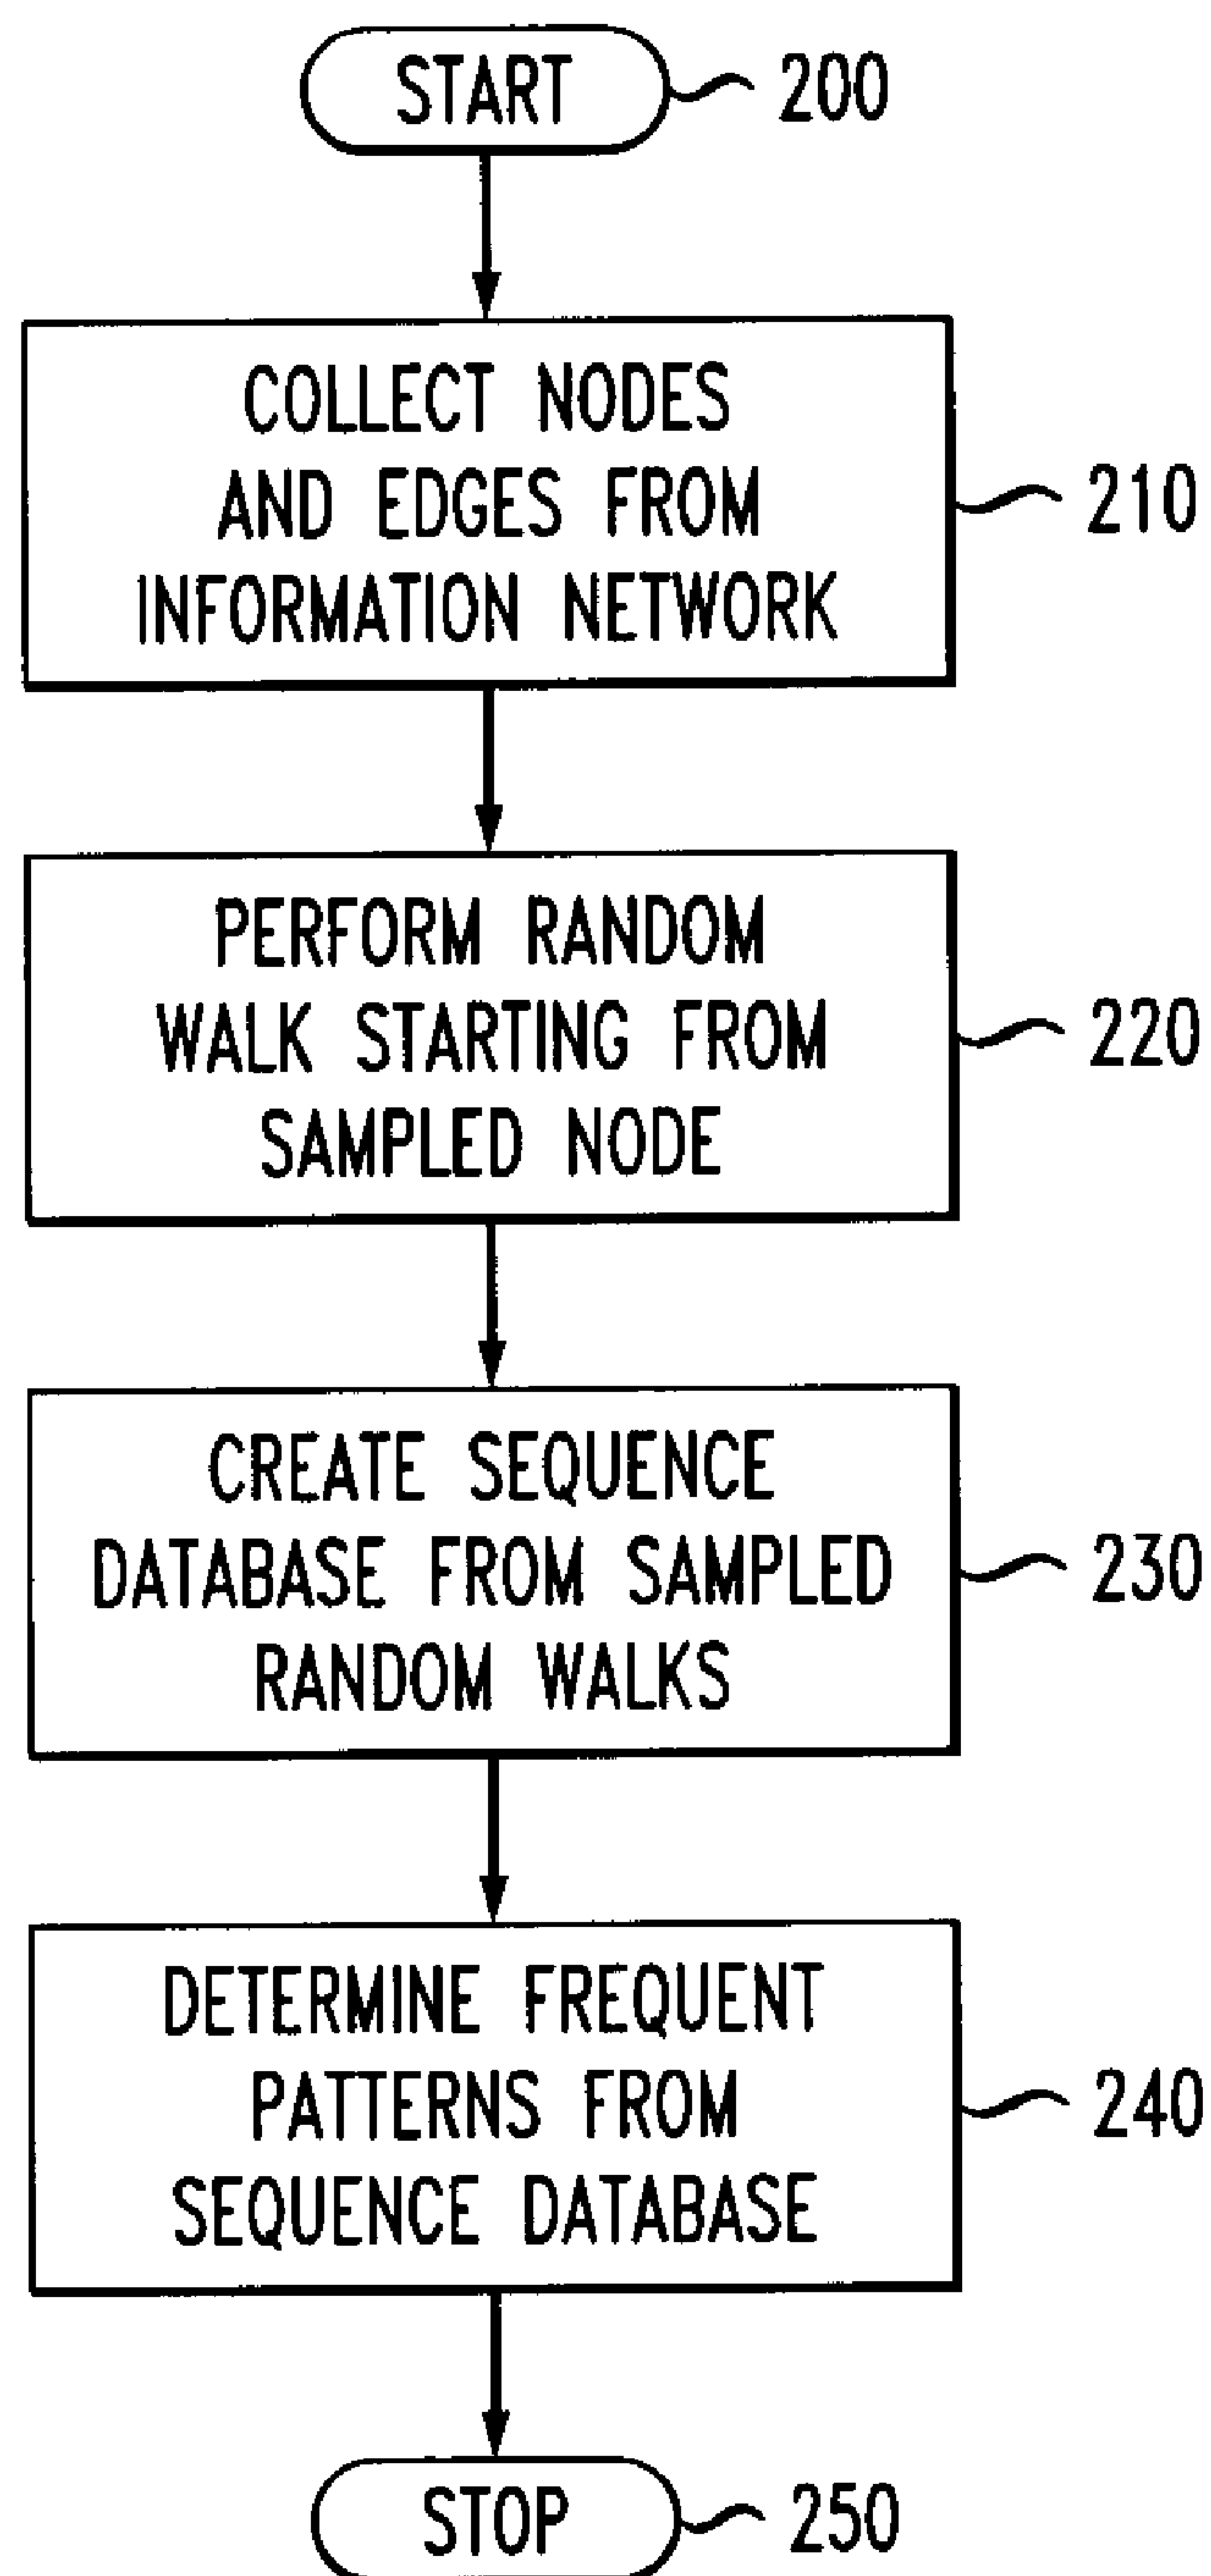 START 200
COLLECT NODES
AND EDGES FROM 210
INFORMATION NETWORK
PERFORM RANDOM
WALK STARTING FROM 220
SAMPLED NODE
CREATE SEQUENCE
DATABASE FROM SAMPLED 230
RANDOM WALKS
DETERMINE FREQUENT
PATTERNS FROM 240
SEQUENCE DATABASE
STOP 250